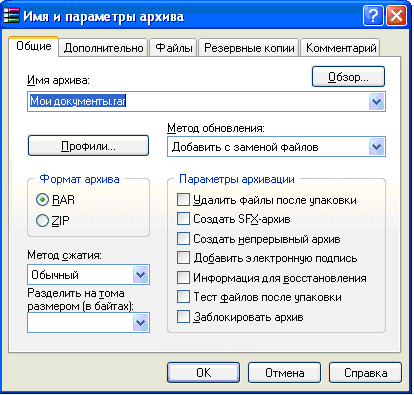 Имя и параметры архива
Общие
Дополнительно
Файлы
Резервные копии
Комментарий
Имя архива:
Обзор...
Мои документы.rar
Метод обновления:
Профили...
Добавить с заменой файлов
Формат архива
RAR
ZIP
Параметры архивации
Удалить файлы после упаковки
Создать SFX-архив
Создать непрерывный архив
Добавить электронную подпись
Информация для восстановления
Тест файлов после упаковки
Заблокировать архив
Метод сжатия:
Обычный
Разделить на тома
размером (в байтах):
OK
Отмена
Справка